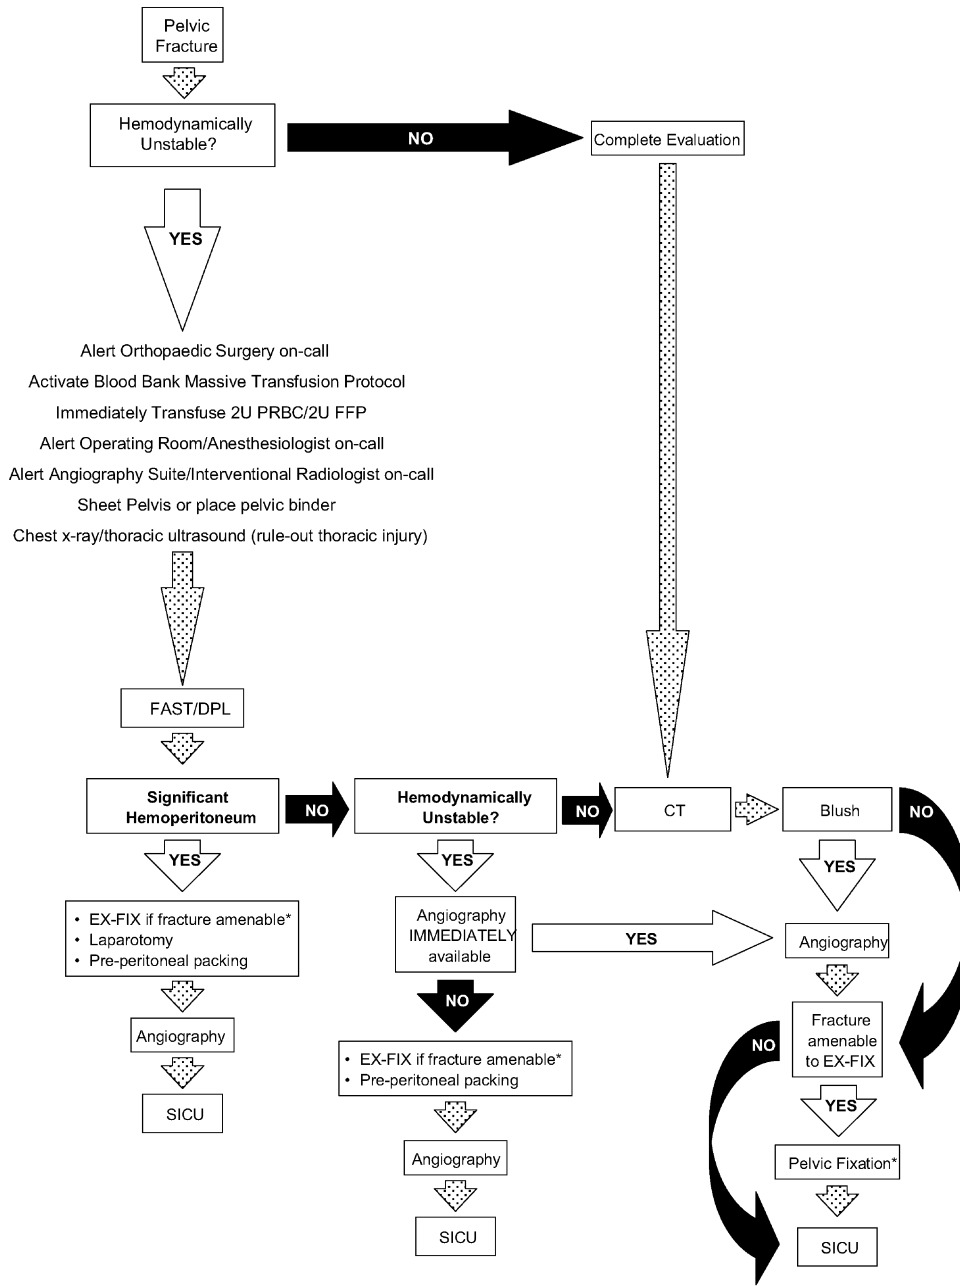 Pelvic
Fracture
Hemodynamically
Unstable?
NO
Complete Evaluation
YES
Alert Orthopaedic Surgery on-call
Activate Blood Bank Massive Transfusion Protocol
Immediately Transfuse 2U PRBC/2U FFP
Alert Operating Room/Anesthesiologist on-call
Alert Angiography Suite/Interventional Radiologist on-call
Sheet Pelvis or place pelvic binder
Chest x-ray/thoracic ultrasound (rule-out thoracic injury)
FAST/DPL
Significant
Hemoperitoneum
NO
Hemodynamically
Unstable?
NO
CT
Blush
NO
YES
YES
YES
• EX-FIX if fracture amenable*
• Laparotomy
• Pre-peritoneal packing
Angiography
IMMEDIATELY
available
YES
Angiography
NO
Angiography
Fracture
amenable
to EX-FIX
NO
• EX-FIX if fracture amenable*
• Pre-peritoneal packing
YES
SICU
Angiography
Pelvic Fixation*
SICU
SICU